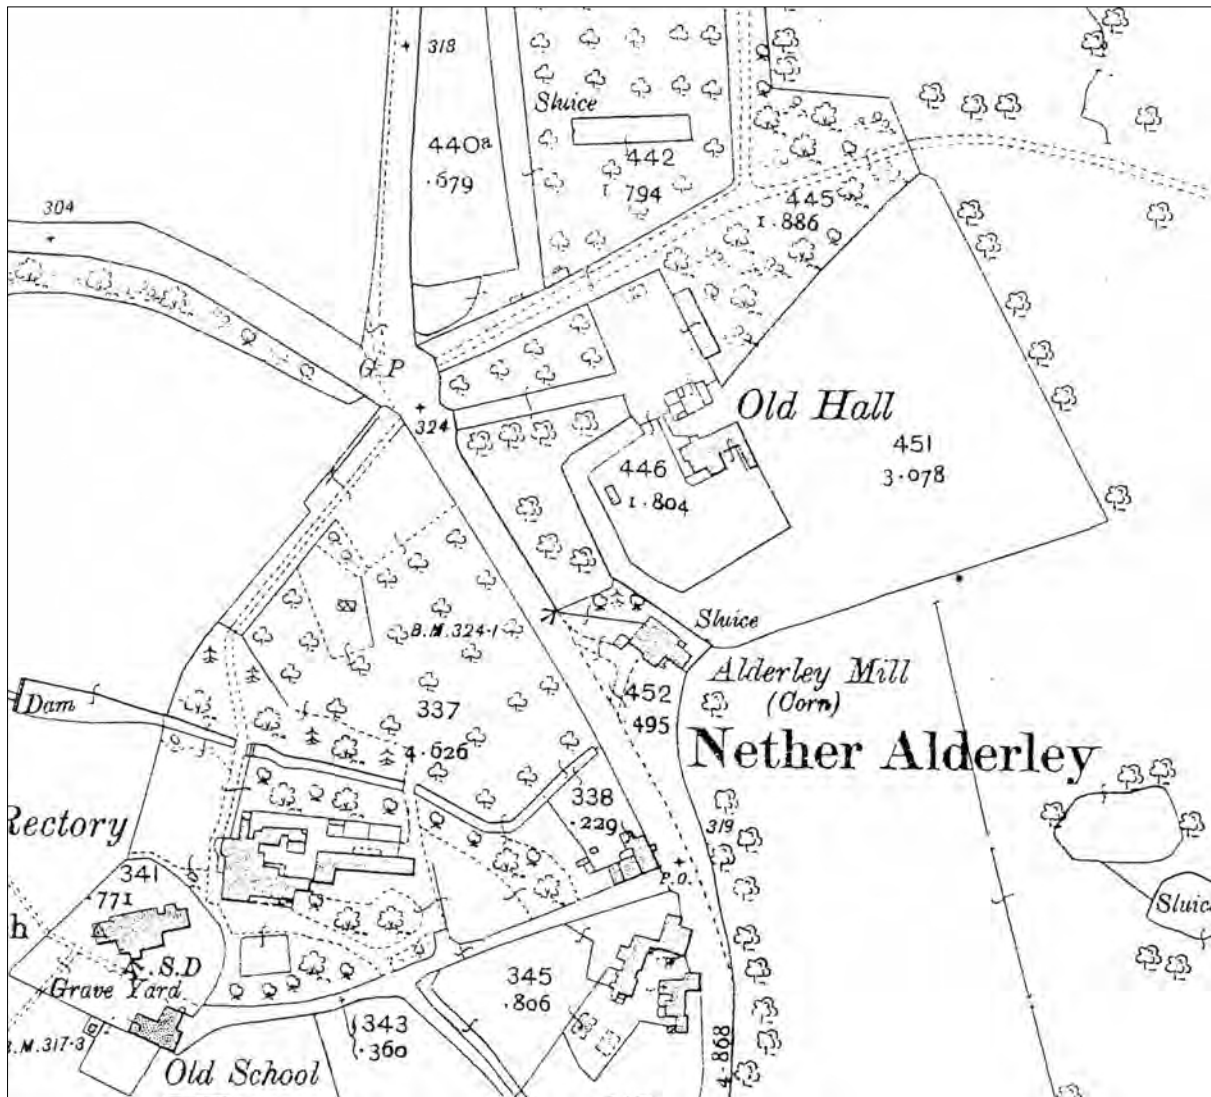 318
Sluice
440a
.679
442
1 794
445
1.886
304
G.P
324
Old Hall
451
3.078
446
1.804
B.M.324.1
Sluice
Alderley Mill
(Corn)
452
495
Nether Alderley
Dam
337
4.626
338
.229
319
P.O.
Rectory
341
.771
h
S.D
Grave Yard
345
.806
Sluic
343
.360
B.M.317.3
4.868
Old School